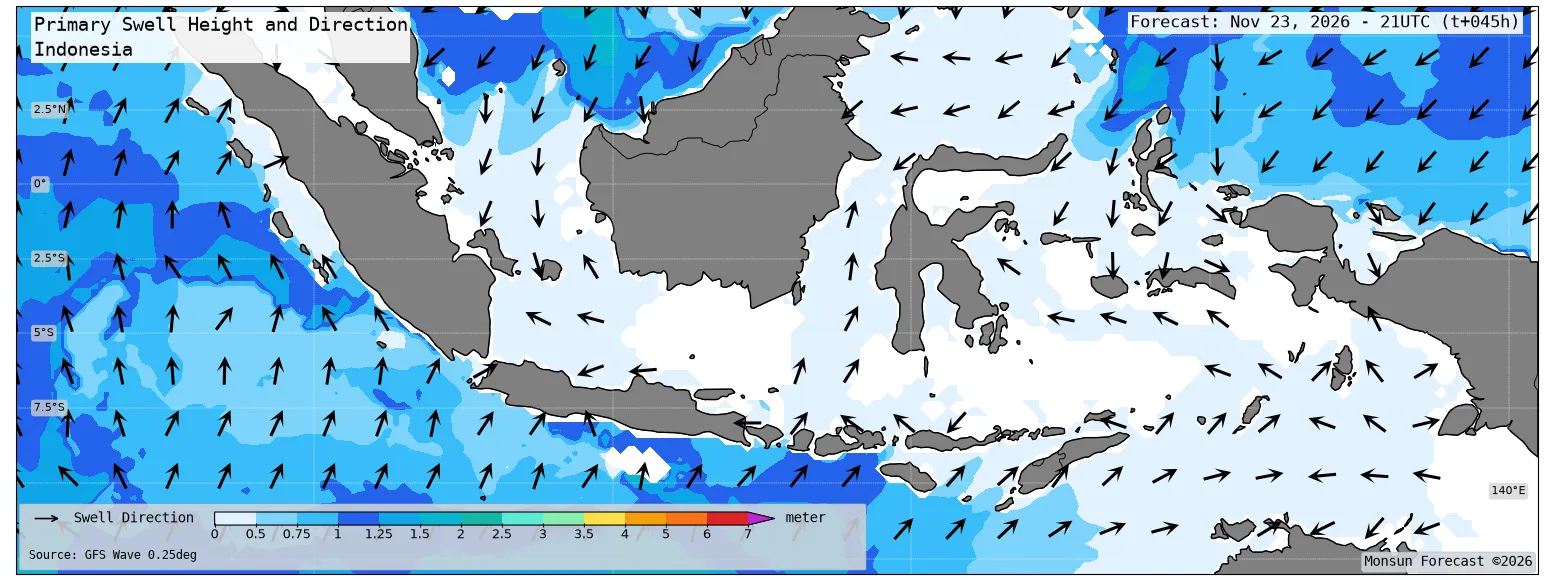 Primary Swell Height and Direction
Indonesia
Forecast: Nov 23, 2026 - 21UTC (t+045h)
2.5°N
0°
2.5°S
5°S
7.5°S
140°E
Swell Direction
0 0.5 0.75 1 1.25 1.5 2 2.5 3 3.5 4 5 6 7
meter
Source: GFS Wave 0.25deg
Monsun Forecast ©2026